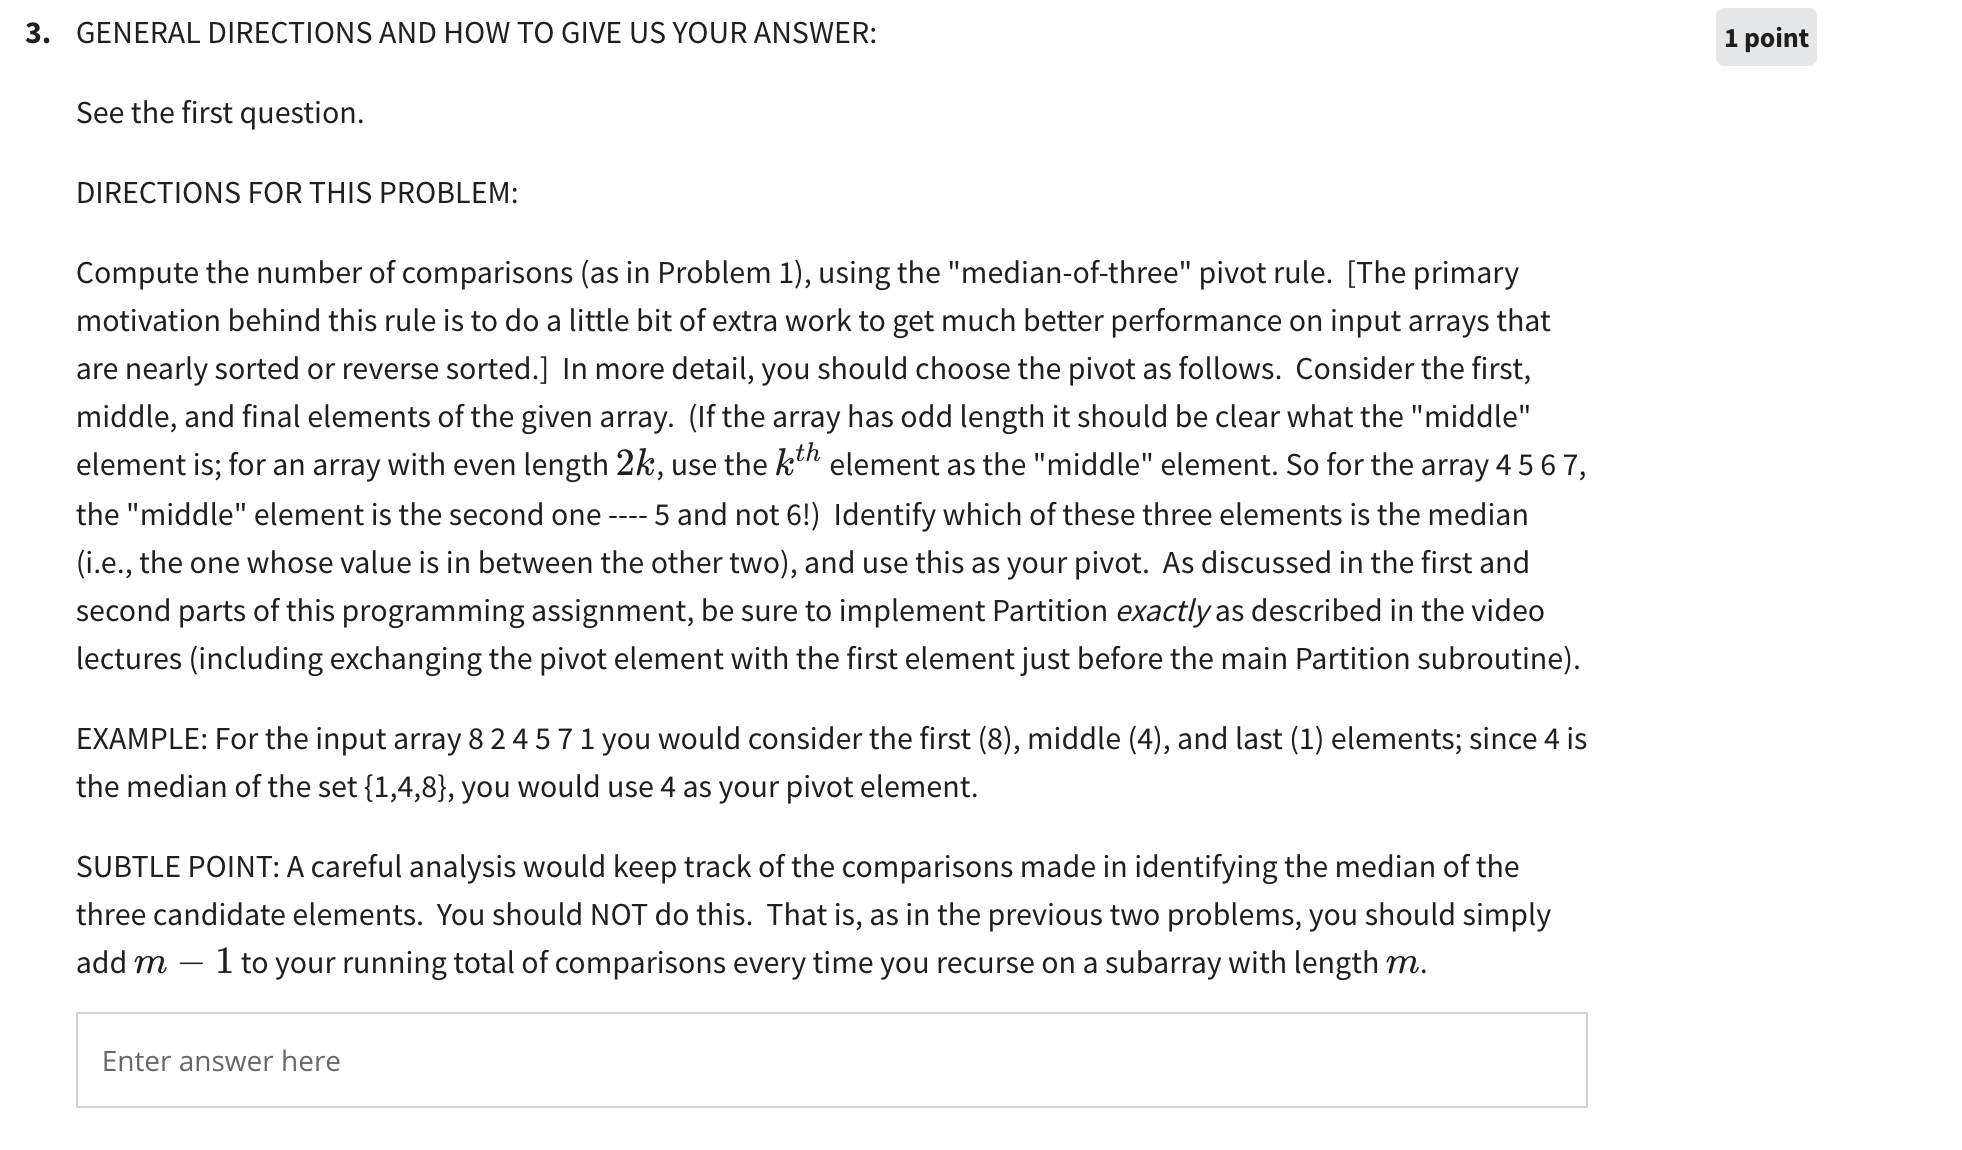 3. GENERAL DIRECTIONS AND HOW TO GIVE US YOUR ANSWER:
1 point
See the first question.
DIRECTIONS FOR THIS PROBLEM:
Compute the number of comparisons (as in Problem 1), using the "median-of-three" pivot rule.  [The primary
motivation behind this rule is to do a little bit of extra work to get much better performance on input arrays that
are nearly sorted or reverse sorted.]  In more detail, you should choose the pivot as follows.  Consider the first,
middle, and final elements of the given array.  (If the array has odd length it should be clear what the "middle"
element is; for an array with even length 2k, use the k^th element as the "middle" element. So for the array 4 5 6 7,
the "middle" element is the second one ---- 5 and not 6!)  Identify which of these three elements is the median
(i.e., the one whose value is in between the other two), and use this as your pivot.  As discussed in the first and
second parts of this programming assignment, be sure to implement Partition exactly as described in the video
lectures (including exchanging the pivot element with the first element just before the main Partition subroutine).
EXAMPLE: For the input array 8 2 4 5 7 1 you would consider the first (8), middle (4), and last (1) elements; since 4 is
the median of the set {1,4,8}, you would use 4 as your pivot element.
SUBTLE POINT: A careful analysis would keep track of the comparisons made in identifying the median of the
three candidate elements.  You should NOT do this.  That is, as in the previous two problems, you should simply
add m − 1 to your running total of comparisons every time you recurse on a subarray with length m.
Enter answer here